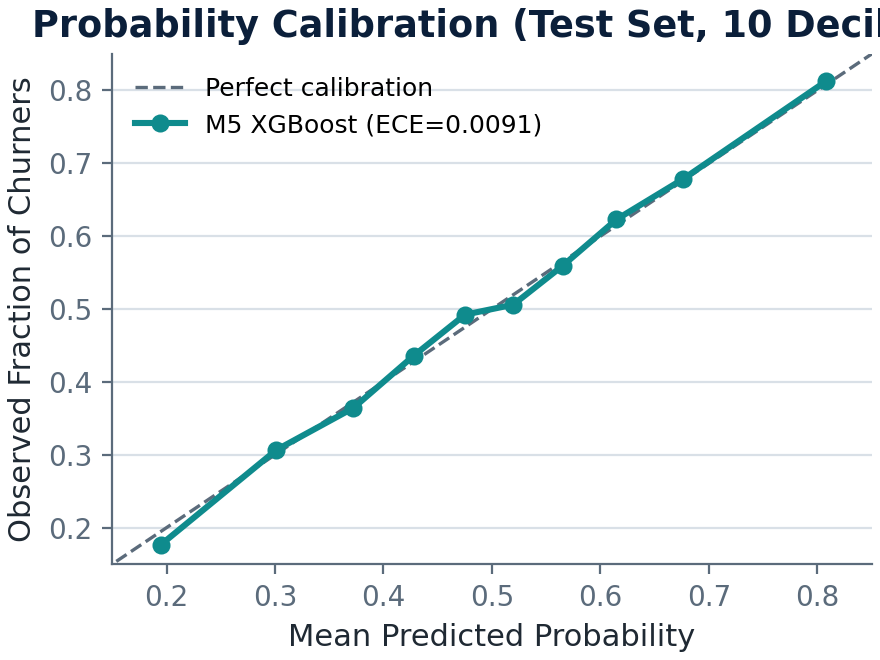 Probability Calibration (Test Set, 10 Decil
Perfect calibration
M5 XGBoost (ECE=0.0091)
Observed Fraction of Churners
0.8
0.7
0.6
0.5
0.4
0.3
0.2
0.2 0.3 0.4 0.5 0.6 0.7 0.8
Mean Predicted Probability